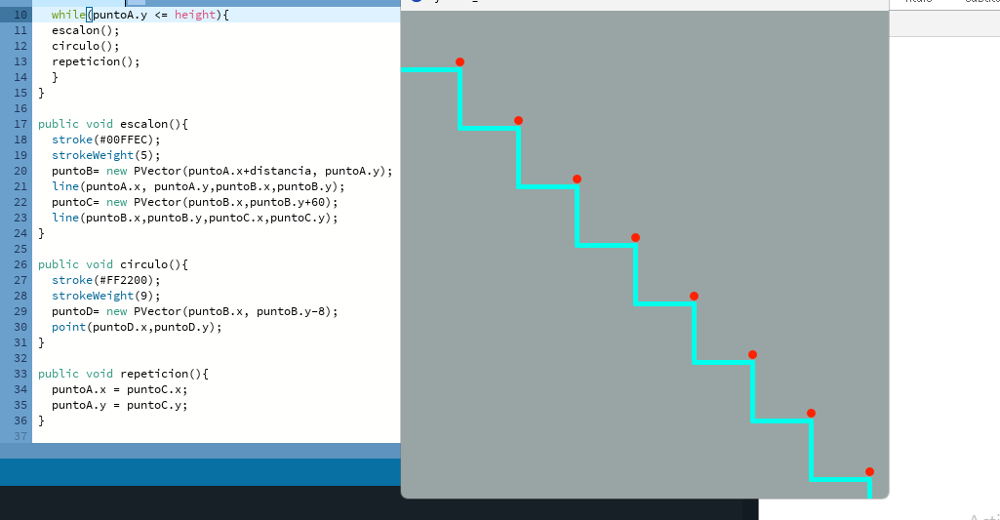 10 while(puntoA.y <= height){
11 escalon();
12 circulo();
13 repeticion();
14 }
15 }
16
17 public void escalon(){
18 stroke(#00FFEC);
19 strokeWeight(5);
20 puntoB= new PVector(puntoA.x+distancia, puntoA.y);
21 line(puntoA.x, puntoA.y,puntoB.x,puntoB.y);
22 puntoC= new PVector(puntoB.x,puntoB.y+60);
23 line(puntoB.x,puntoB.y,puntoC.x,puntoC.y);
24 }
25
26 public void circulo(){
27 stroke(#FF2200);
28 strokeWeight(9);
29 puntoD= new PVector(puntoB.x, puntoB.y-8);
30 point(puntoD.x,puntoD.y);
31 }
32
33 public void repeticion(){
34 puntoA.x = puntoC.x;
35 puntoA.y = puntoC.y;
36 }
37